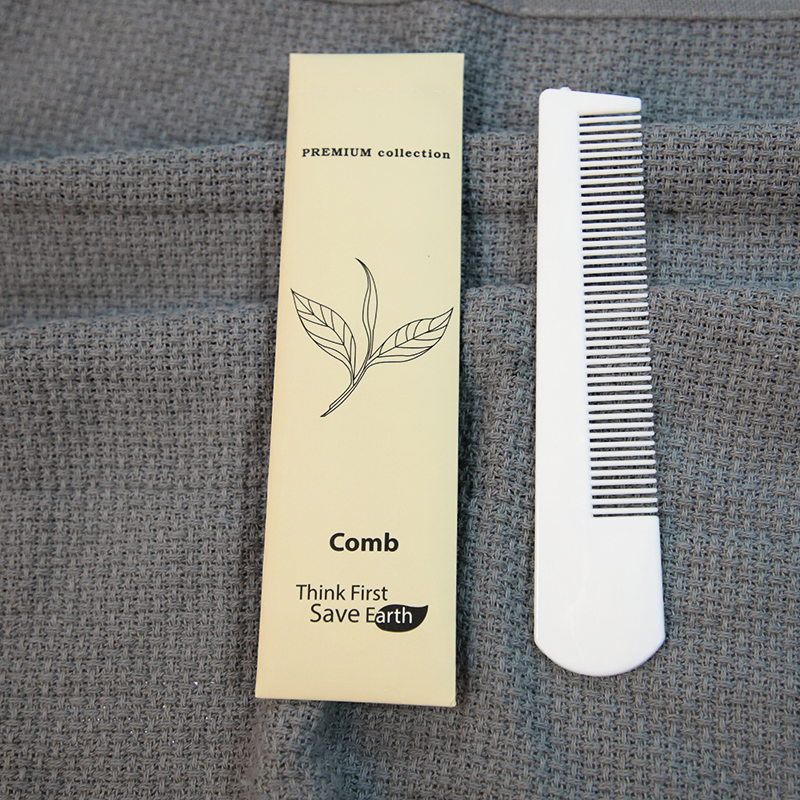 PREMIUM collection
Comb
Think First
Save Earth